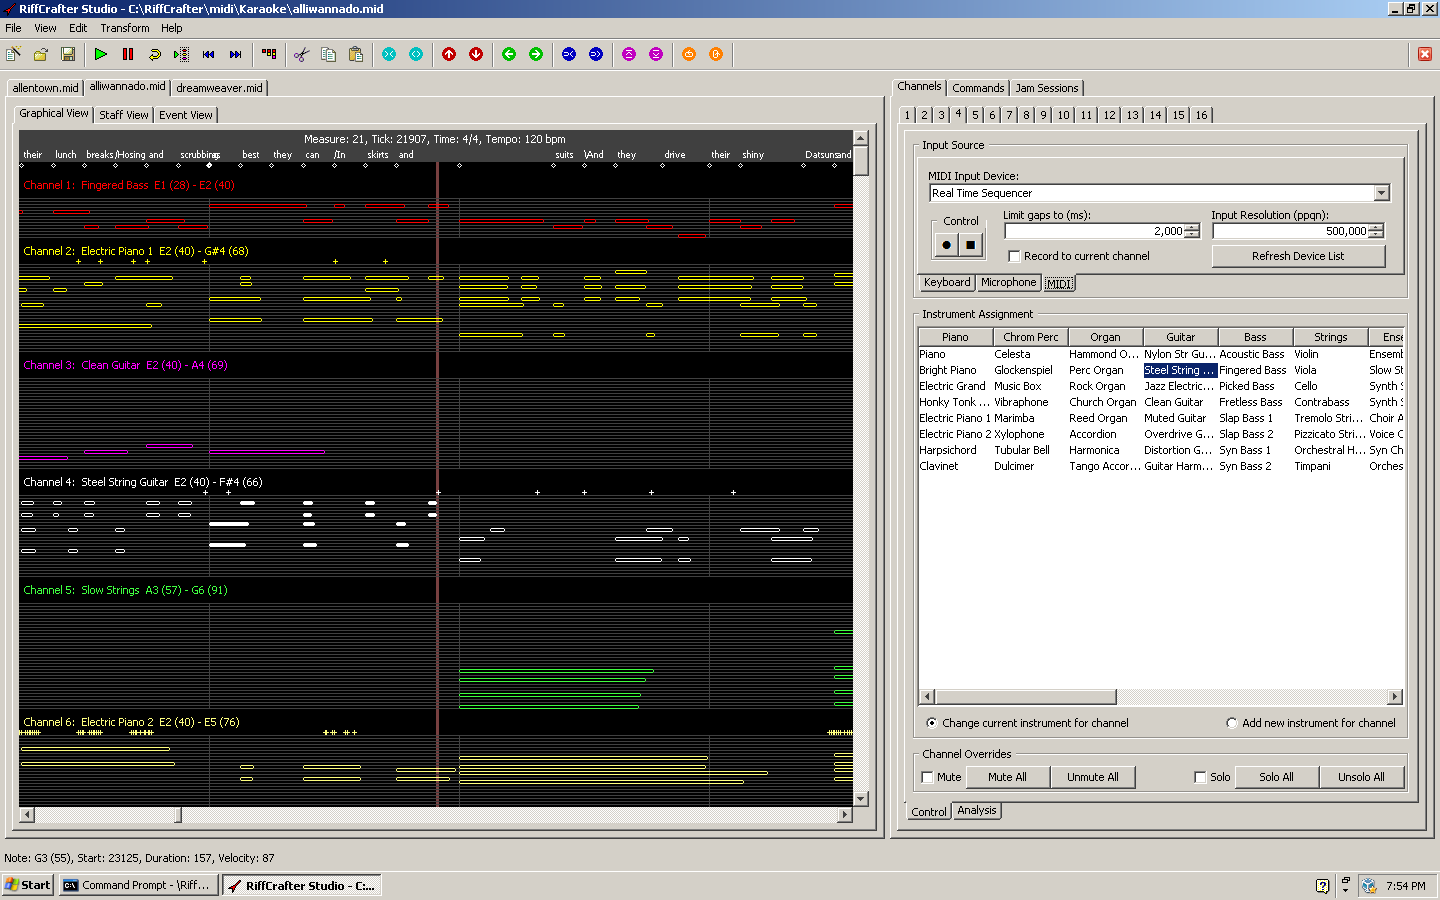 RiffCrafter Studio - C:\RiffCrafter\midi\Karaoke\alliwannado.mid
File View Edit Transform Help
allentown.mid alliwannado.mid dreamweaver.mid
Graphical View Staff View Event View
Measure: 21, Tick: 21907, Time: 4/4, Tempo: 120 bpm
their lunch breaks /Hosing and scrubbing best they can /In skirts and suits \And they drive their shiny Datsuns and
Channel 1: Fingered Bass E1 (28) - E2 (40)
Channel 2: Electric Piano 1 E2 (40) - G#4 (68)
Channel 3: Clean Guitar E2 (40) - A4 (69)
Channel 4: Steel String Guitar E2 (40) - F#4 (66)
Channel 5: Slow Strings A3 (57) - G6 (91)
Channel 6: Electric Piano 2 E2 (40) - E5 (76)
Channels Commands Jam Sessions
1 2 3 4 5 6 7 8 9 10 11 12 13 14 15 16
Input Source
MIDI Input Device:
Real Time Sequencer
Control Limit gaps to (ms): Input Resolution (ppqn):
2,000 500,000
Record to current channel Refresh Device List
Keyboard Microphone MIDI
Instrument Assignment
Piano Chrom Perc Organ Guitar Bass Strings Ense
Piano Celesta Hammond O... Nylon Str Gu... Acoustic Bass Violin Ensemb
Bright Piano Glockenspiel Perc Organ Steel String ... Fingered Bass Viola Slow St
Electric Grand Music Box Rock Organ Jazz Electric... Picked Bass Cello Synth S
Honky Tonk ... Vibraphone Church Organ Clean Guitar Fretless Bass Contrabass Synth S
Electric Piano 1 Marimba Reed Organ Muted Guitar Slap Bass 1 Tremolo Stri... Choir A
Electric Piano 2 Xylophone Accordion Overdrive G... Slap Bass 2 Pizzicato Stri... Voice O
Harpsichord Tubular Bell Harmonica Distortion G... Syn Bass 1 Orchestral H... Syn Ch
Clavinet Dulcimer Tango Accor... Guitar Harm... Syn Bass 2 Timpani Orches
Change current instrument for channel Add new instrument for channel
Channel Overrides
Mute Mute All Unmute All Solo Solo All Unsolo All
Control Analysis
Note: G3 (55), Start: 23125, Duration: 157, Velocity: 87
Start Command Prompt - \Riff... RiffCrafter Studio - C:... 7:54 PM